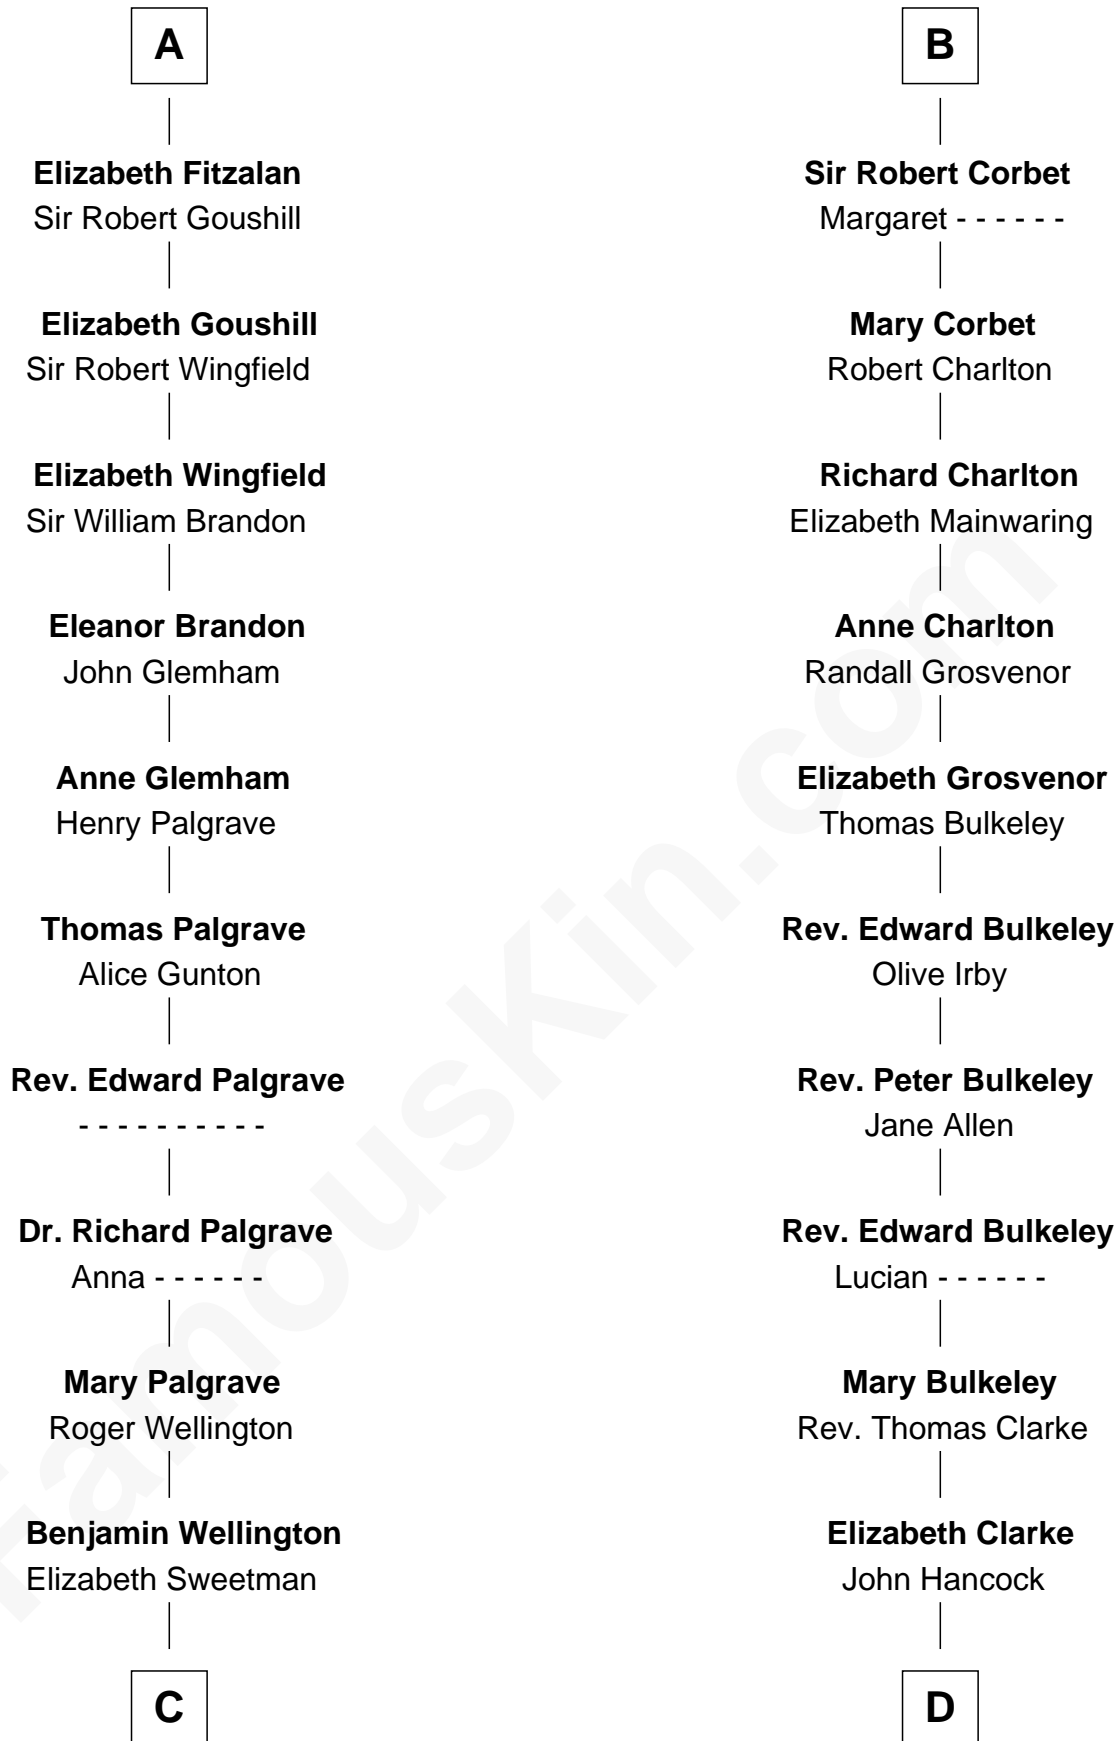 A
Elizabeth Fitzalan
Sir Robert Goushill
Elizabeth Goushill
Sir Robert Wingfield
Elizabeth Wingfield
Sir William Brandon
Eleanor Brandon
John Glemham
Anne Glemham
Henry Palgrave
Thomas Palgrave
Alice Gunton
Rev. Edward Palgrave
- - - - - - - - - -
Dr. Richard Palgrave
Anna - - - - - -
Mary Palgrave
Roger Wellington
Benjamin Wellington
Elizabeth Sweetman
C
B
Sir Robert Corbet
Margaret - - - - - -
Mary Corbet
Robert Charlton
Richard Charlton
Elizabeth Mainwaring
Anne Charlton
Randall Grosvenor
Elizabeth Grosvenor
Thomas Bulkeley
Rev. Edward Bulkeley
Olive Irby
Rev. Peter Bulkeley
Jane Allen
Rev. Edward Bulkeley
Lucian - - - - - -
Mary Bulkeley
Rev. Thomas Clarke
Elizabeth Clarke
John Hancock
D
FamousKin.com